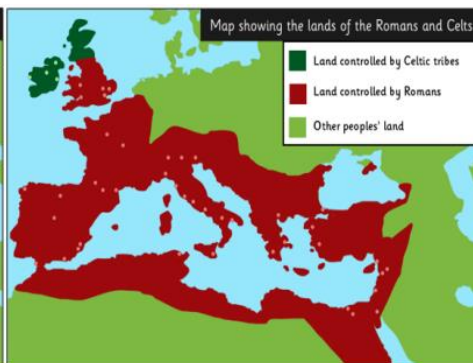 Map showing the lands of the Romans and Celts
Land controlled by Celtic tribes
Land controlled by Romans
Other peoples' land